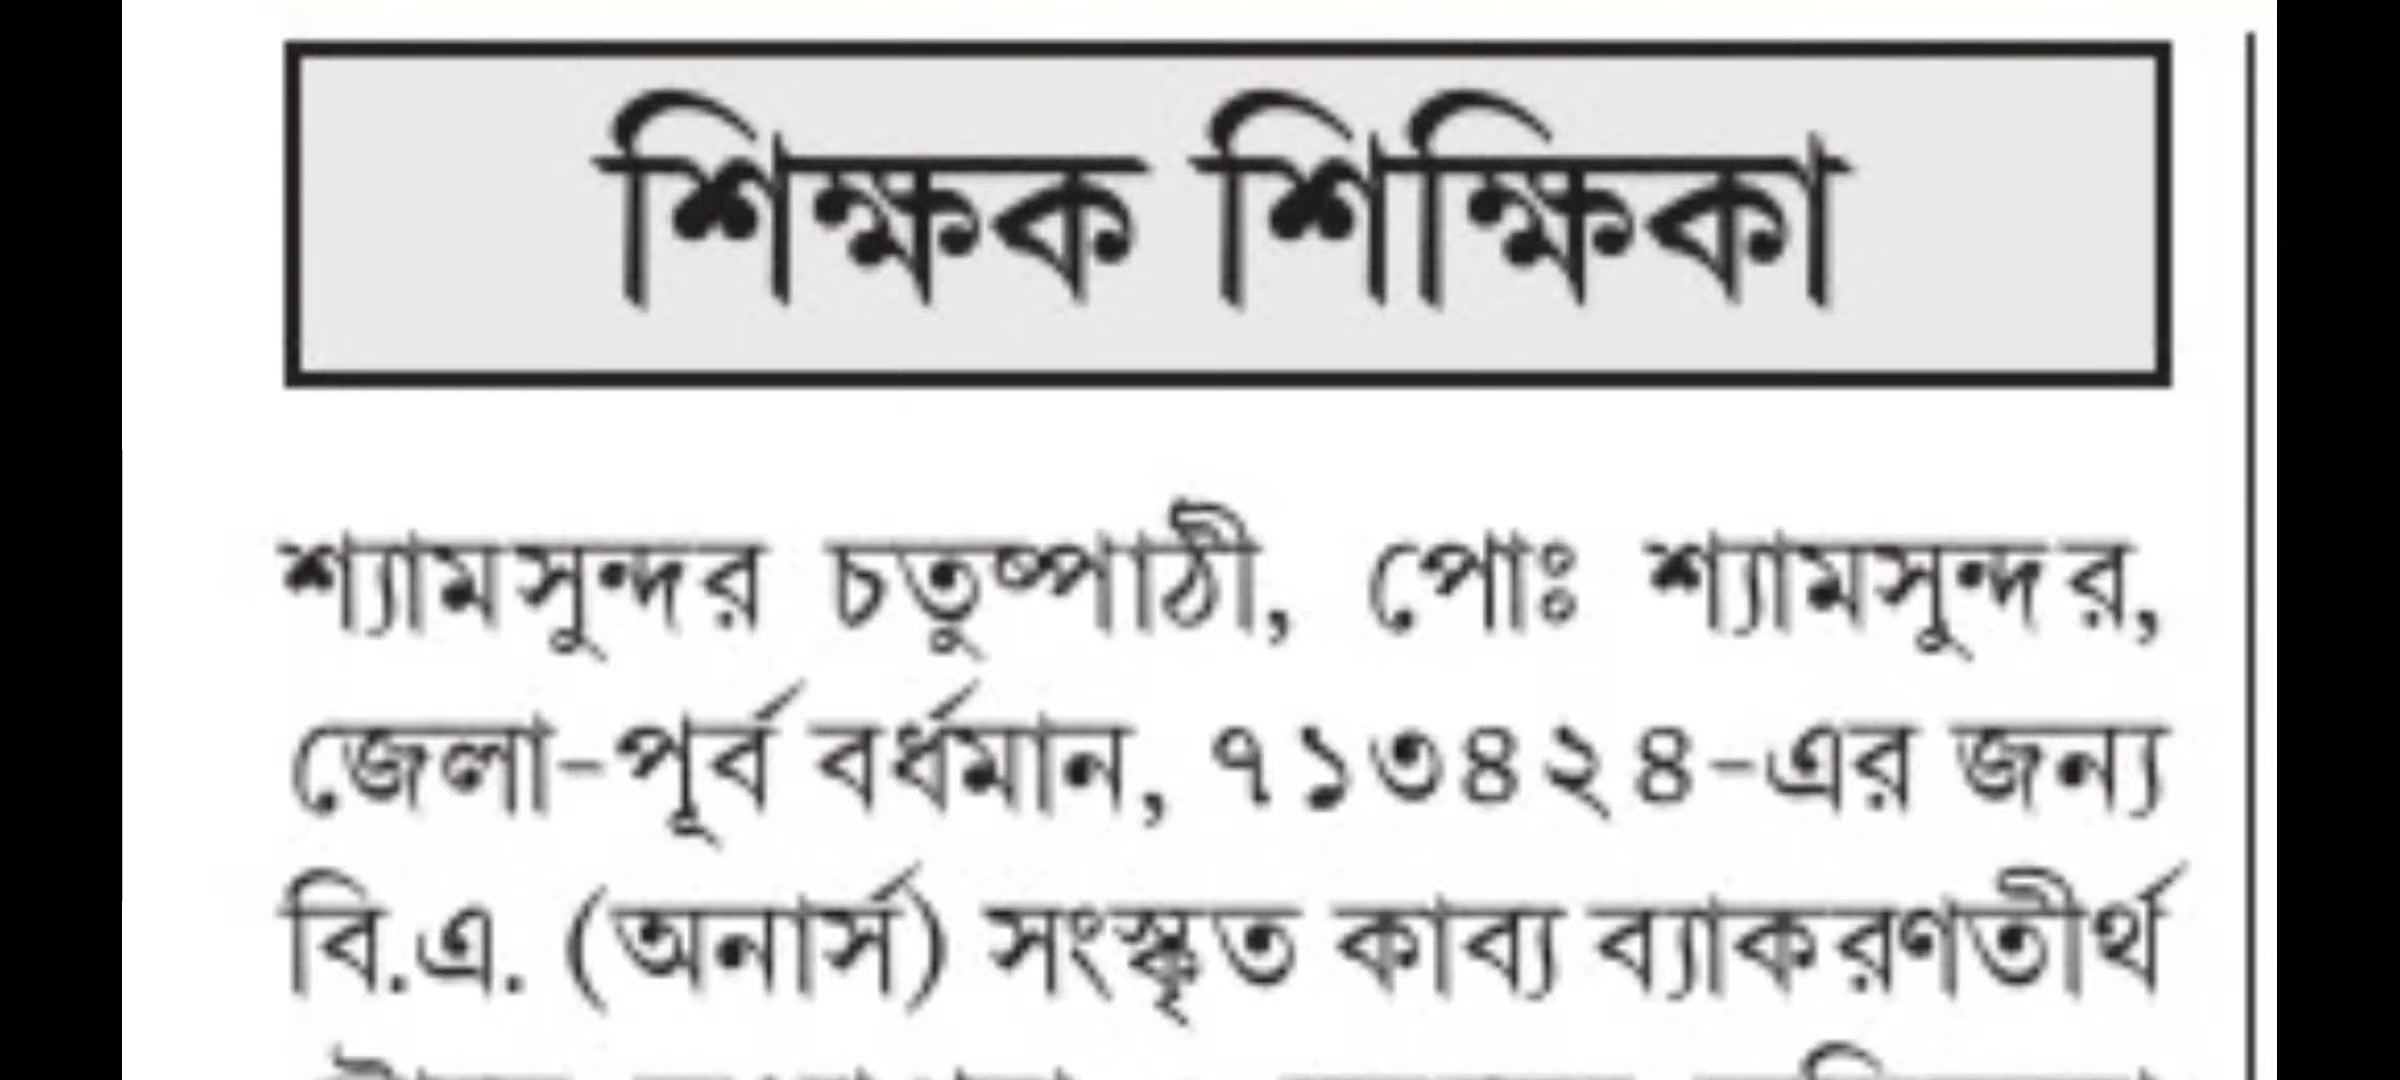 শিক্ষক শিক্ষিকা
শ্যামসুন্দর চতুষ্পাঠী, পোঃ শ্যামসুন্দর,
জেলা-পূর্ব বর্ধমান, ৭১৩৪২৪-এর জন্য
বি.এ. (অনার্স) সংস্কৃত কাব্য ব্যাকরণতীর্থ